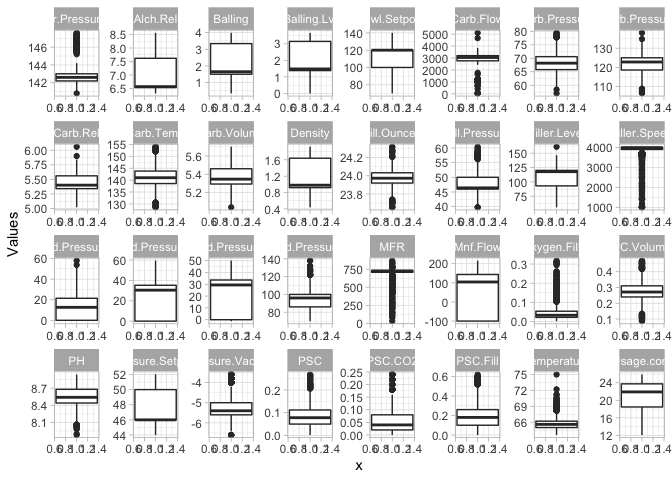 r.Pressur Alch.Rel Balling Balling.Lv wl.Setpo Carb.Flow rb.Pressu b.Pressur
146 144 142
8.5 8.0 7.5 7.0 6.5
4 3 2 1
3 2 1 0
140 120 100 80
5000 4000 3000 2000 1000 0
80 75 70 65 60
130 120 110
Carb.Rel Carb.Tem arb.Volum Density ill.Ounce ll.Pressu iller.Leve ller.Spee
6.00 5.75 5.50 5.25 5.00
155 150 145 140 135 130
5.6 5.4 5.2
1.6 1.2 0.8 0.4
24.2 24.0 23.8
60 55 50 45 40
150 125 100 75
4000 3000 2000 1000
Values
d.Pressur d.Pressur d.Pressur d.Pressur MFR Mnf.Flow xygen.Fill C.Volum
60 40 20 0
60 40 20 0
50 40 30 20 10 0
140 120 100 80
750 500 250 0
200 100 0 -100
0.3 0.2 0.1 0.0
0.4 0.3 0.2 0.1
PH sure.Setp sure.Vac PSC PSC.CO2 PSC.Fill emperatur sage.con
8.7 8.4 8.1
52 50 48 46 44
-4 -5 -6
0.2 0.1 0.0
0.25 0.20 0.15 0.10 0.05 0.00
0.6 0.4 0.2 0.0
75 72 69 66
24 20 16 12
x